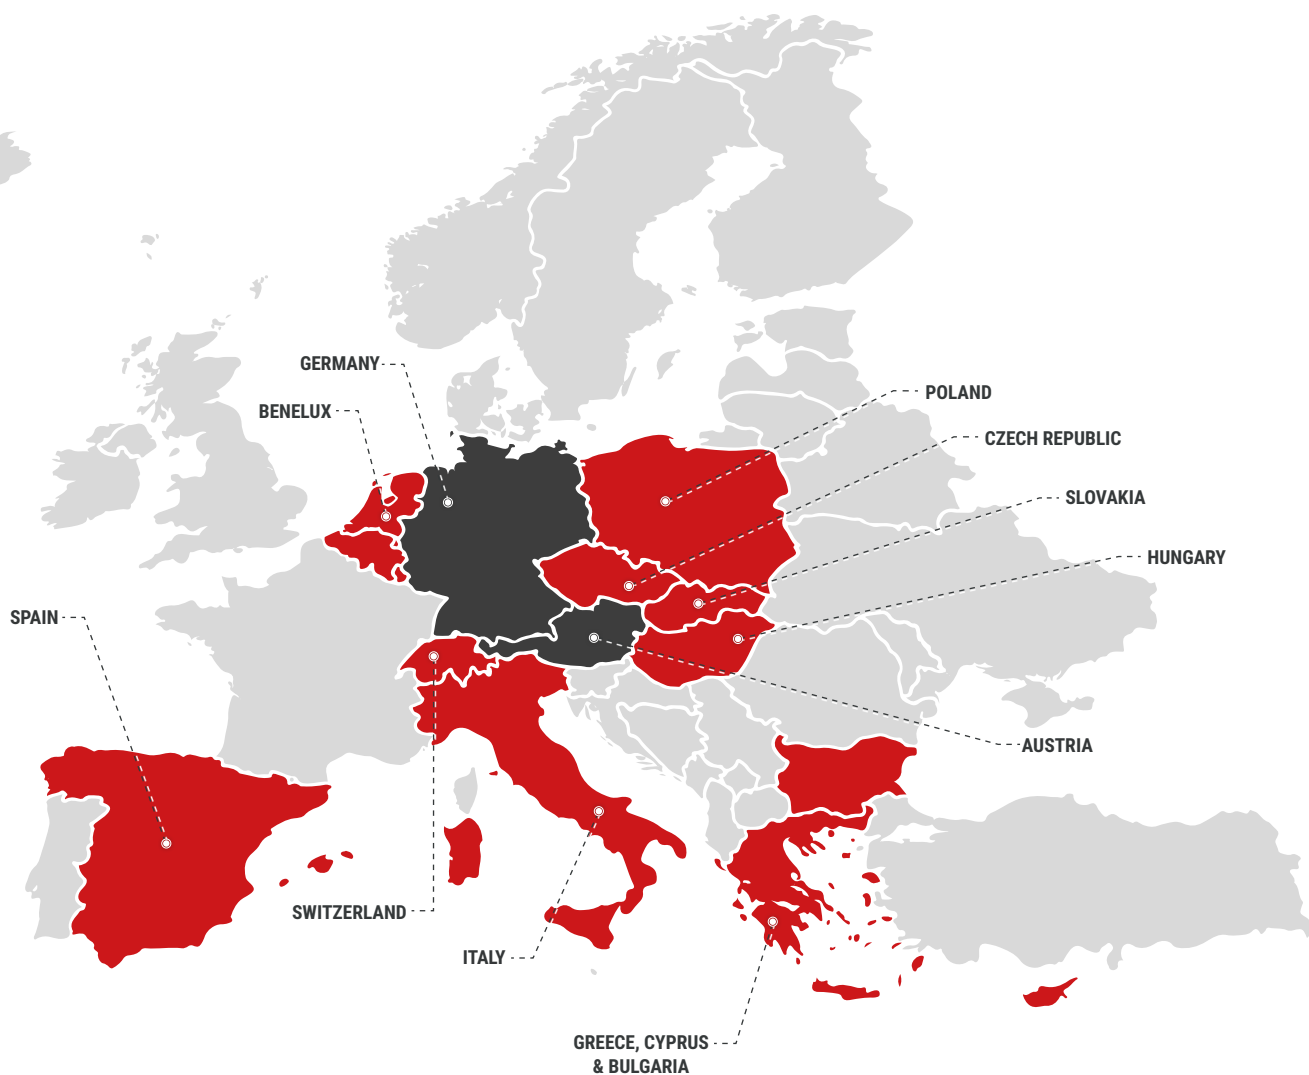 GERMANY
BENELUX
POLAND
CZECH REPUBLIC
SLOVAKIA
HUNGARY
SPAIN
AUSTRIA
SWITZERLAND
ITALY
GREECE, CYPRUS
& BULGARIA